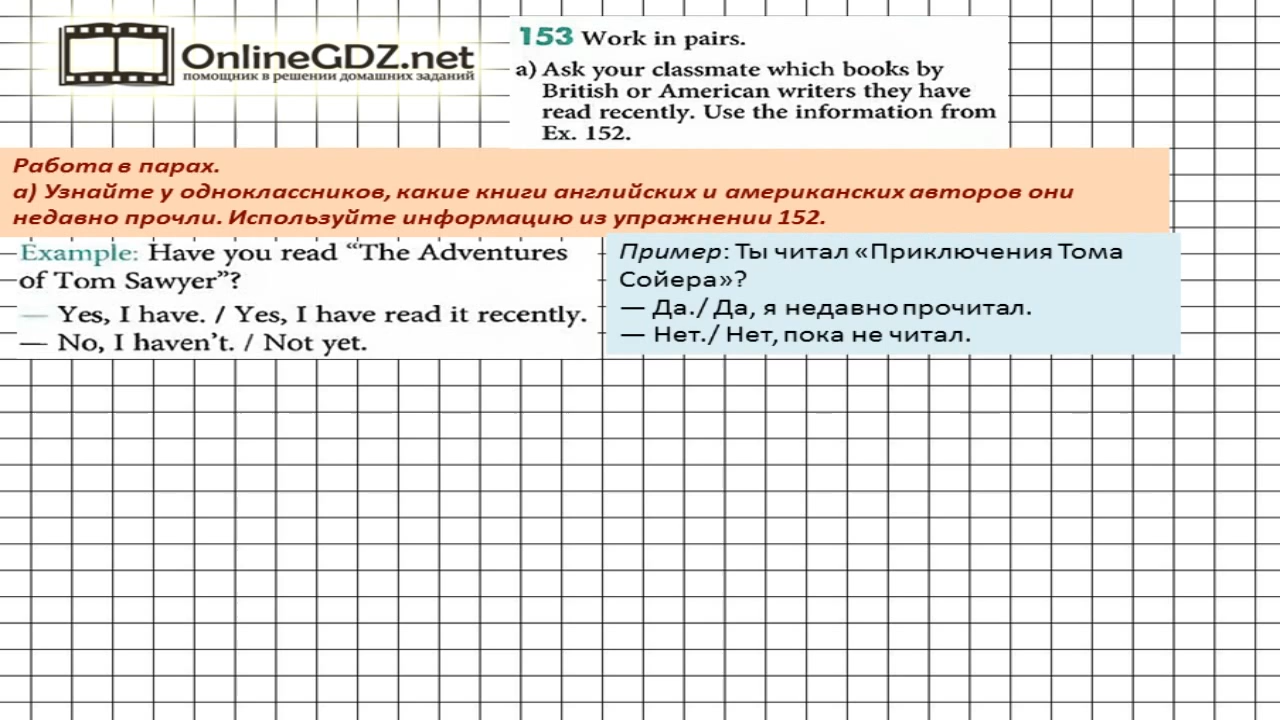 OnlineGDZ.net
помощник в решении домашних заданий
153 Work in pairs.
a) Ask your classmate which books by
British or American writers they have
read recently. Use the information from
Ex. 152.
Работа в парах.
а) Узнайте у одноклассников, какие книги английских и американских авторов они
недавно прочли. Используйте информацию из упражнении 152.
Example: Have you read “The Adventures
of Tom Sawyer”?
— Yes, I have. / Yes, I have read it recently.
— No, I haven't. / Not yet.
Пример: Ты читал «Приключения Тома
Сойера»?
— Да./ Да, я недавно прочитал.
— Нет./ Нет, пока не читал.